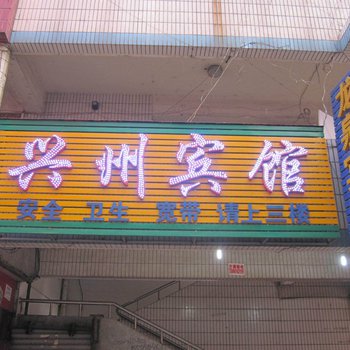 兴州宾馆
安全 卫生 宽带 请上三楼